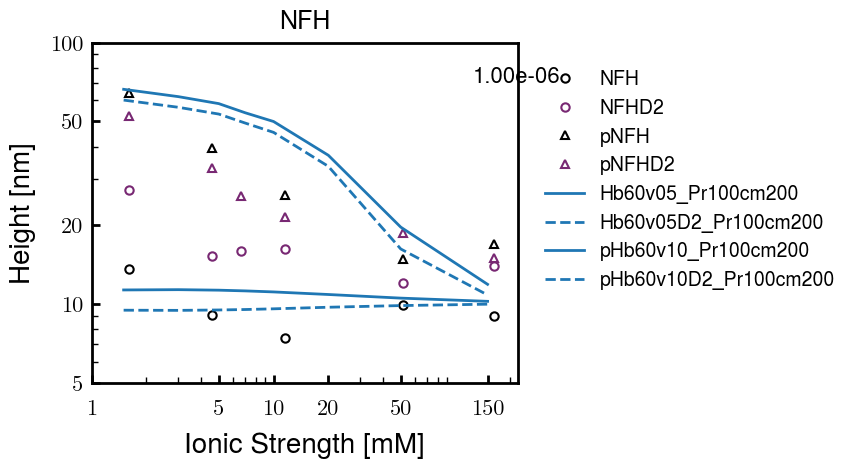 NFH
Height [nm]
100
50
20
10
5
1
5
10
20
50
150
Ionic Strength [mM]
1.00e-06
NFH
NFHD2
pNFH
pNFHD2
Hb60v05_Pr100cm200
Hb60v05D2_Pr100cm200
pHb60v10_Pr100cm200
pHb60v10D2_Pr100cm200